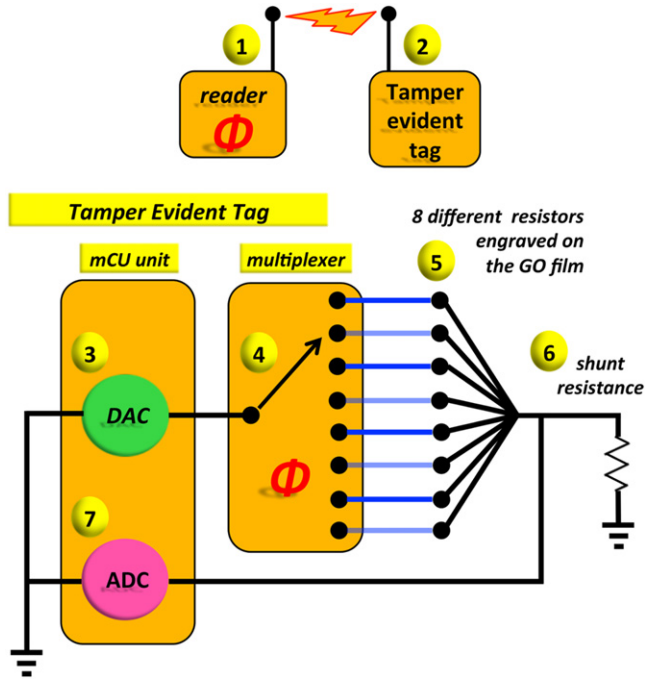 1
2
reader
Φ
Tamper
evident
tag
Tamper Evident Tag
8 different resistors
engraved on
the GO film
mCU unit
multiplexer
5
3
4
6
shunt
resistance
DAC
Φ
7
ADC